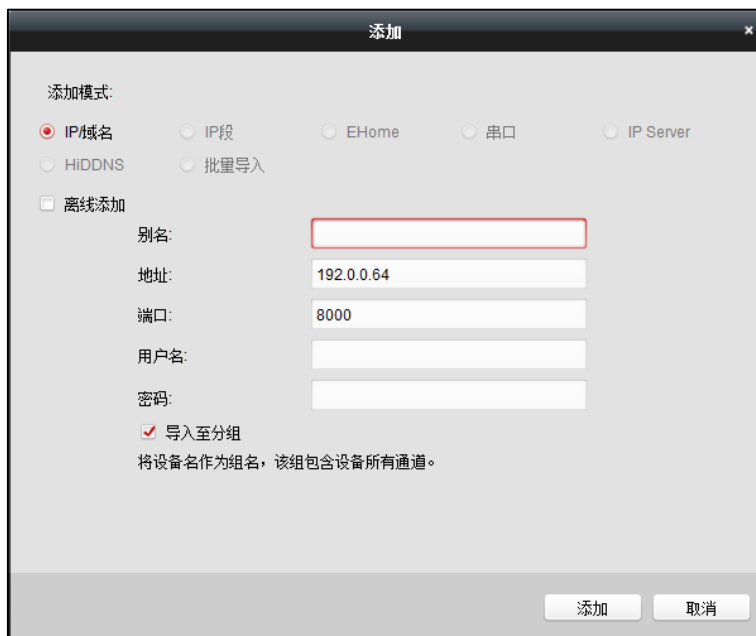 添加
添加模式:
IP/域名 IP段 EHome 串口 IP Server
HiDDNS 批量导入
离线添加
别名:
地址: 192.0.0.64
端口: 8000
用户名:
密码:
导入至分组
将设备名作为组名，该组包含设备所有通道。
添加 取消